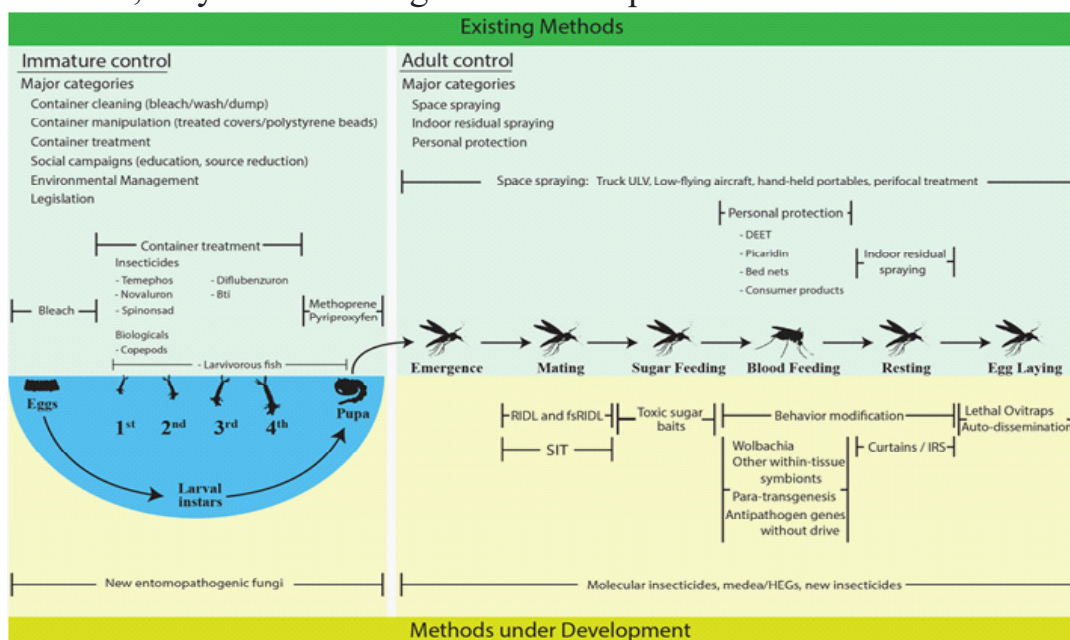 Existing Methods
Immature control
Major categories
Container cleaning (bleach/wash/dump)
Container manipulation (treated covers/polystyrene beads)
Container treatment
Social campaigns (education, source reduction)
Environmental Management
Legislation
Container treatment
Insecticides
- Temephos
- Novaluron
- Spinonsad
- Diflubenzuron
- Bti
Bleach
Methoprene
Pyriproxyfen
Biologicals
- Copepods
- Larvivorous fish
Eggs
1st
2nd
3rd
4th
Pupa
Larval
instars
New entomopathogenic fungi
Adult control
Major categories
Space spraying
Indoor residual spraying
Personal protection
Space spraying: Truck ULV, Low-flying aircraft, hand-held portables, perifocal treatment
Personal protection
- DEET
- Picaridin
- Bed nets
- Consumer products
Indoor residual
spraying
Emergence
Mating
Sugar Feeding
Blood Feeding
Resting
Egg Laying
RIDL and fsRIDL
SIT
Toxic sugar
baits
Behavior modification
Wolbachia
Other within-tissue
symbionts
Para-transgenesis
Antipathogen genes
without drive
Curtains / IRS
Lethal Ovitraps
Auto-dissemination
Molecular insecticides, medea/HEGs, new insecticides
Methods under Development